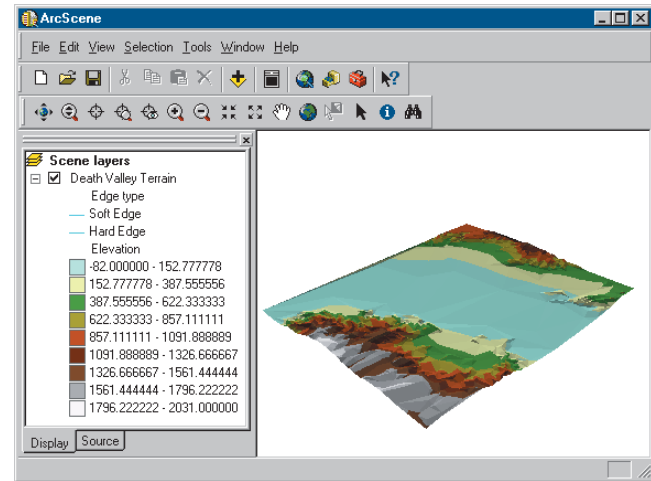 ArcScene
File Edit View Selection Tools Window Help
Scene layers
Death Valley Terrain
Edge type
Soft Edge
Hard Edge
Elevation
-82.000000 - 152.777778
152.777778 - 387.555556
387.555556 - 622.333333
622.333333 - 857.111111
857.111111 - 1091.888889
1091.888889 - 1326.666667
1326.666667 - 1561.444444
1561.444444 - 1796.222222
1796.222222 - 2031.000000
Display Source